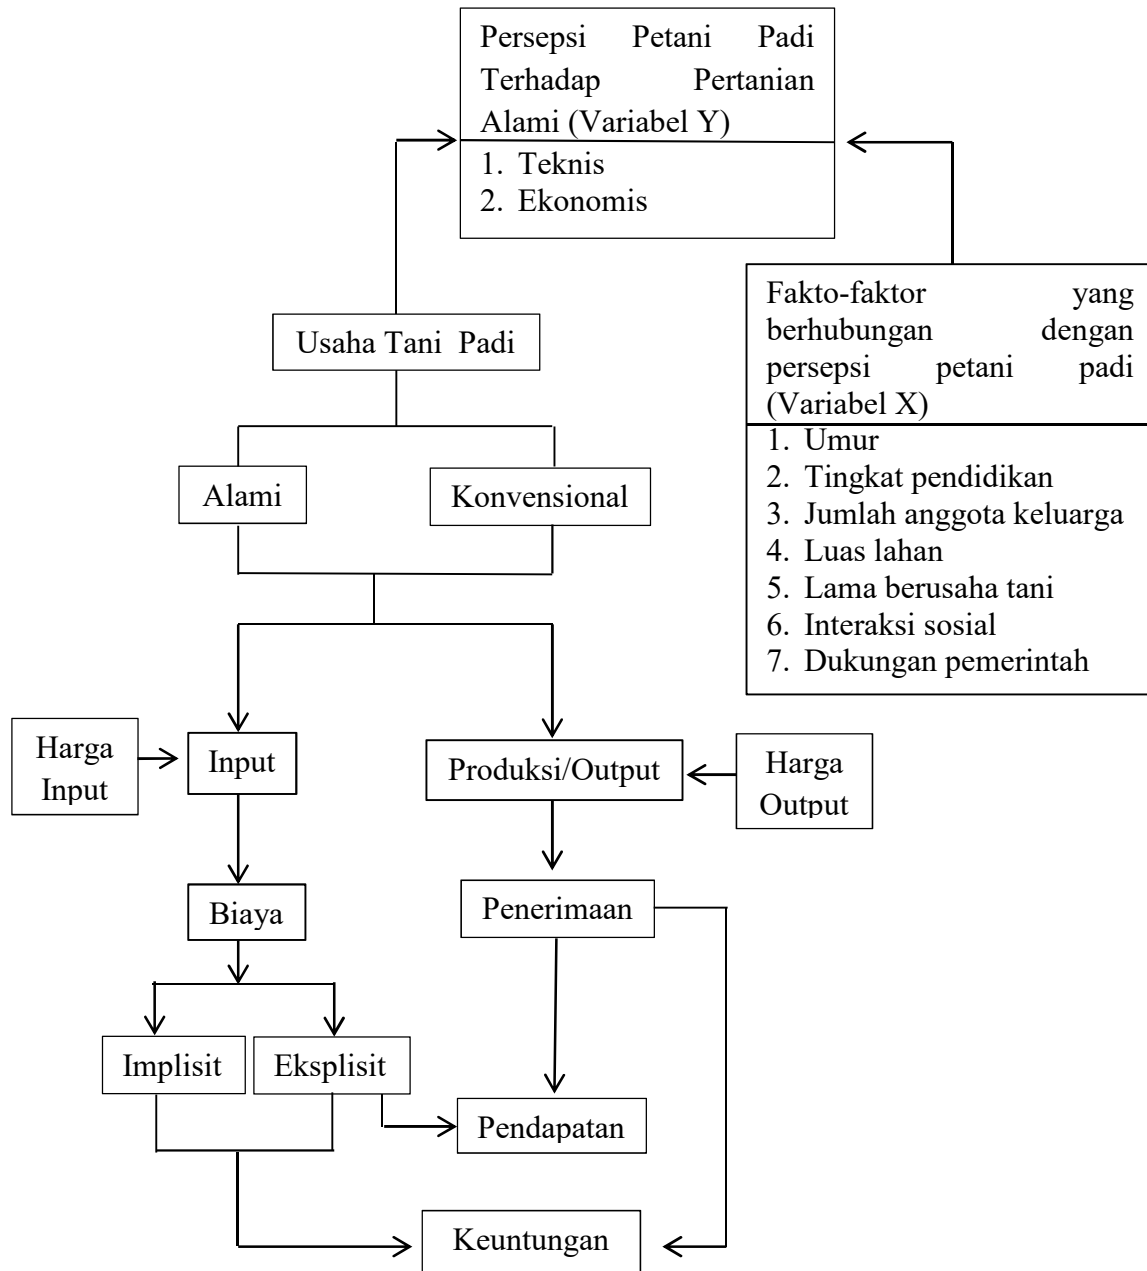 Persepsi Petani Padi
Terhadap Pertanian
Alami (Variabel Y)
1. Teknis
2. Ekonomis
Fakto-faktor yang
berhubungan dengan
persepsi petani padi
(Variabel X)
1. Umur
2. Tingkat pendidikan
3. Jumlah anggota keluarga
4. Luas lahan
5. Lama berusaha tani
6. Interaksi sosial
7. Dukungan pemerintah
Usaha Tani Padi
Alami
Konvensional
Harga
Input
Input
Produksi/Output
Harga
Output
Biaya
Penerimaan
Implisit
Eksplisit
Pendapatan
Keuntungan